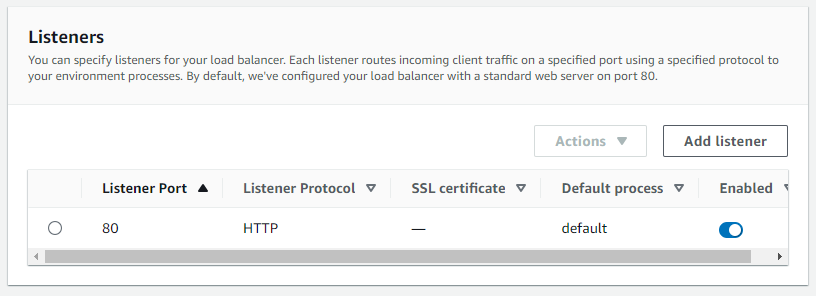 Listeners
You can specify listeners for your load balancer. Each listener routes incoming client traffic on a specified port using a specified protocol to
your environment processes. By default, we've configured your load balancer with a standard web server on port 80.
Actions
Add listener
Listener Port Listener Protocol SSL certificate Default process Enabled
80 HTTP — default